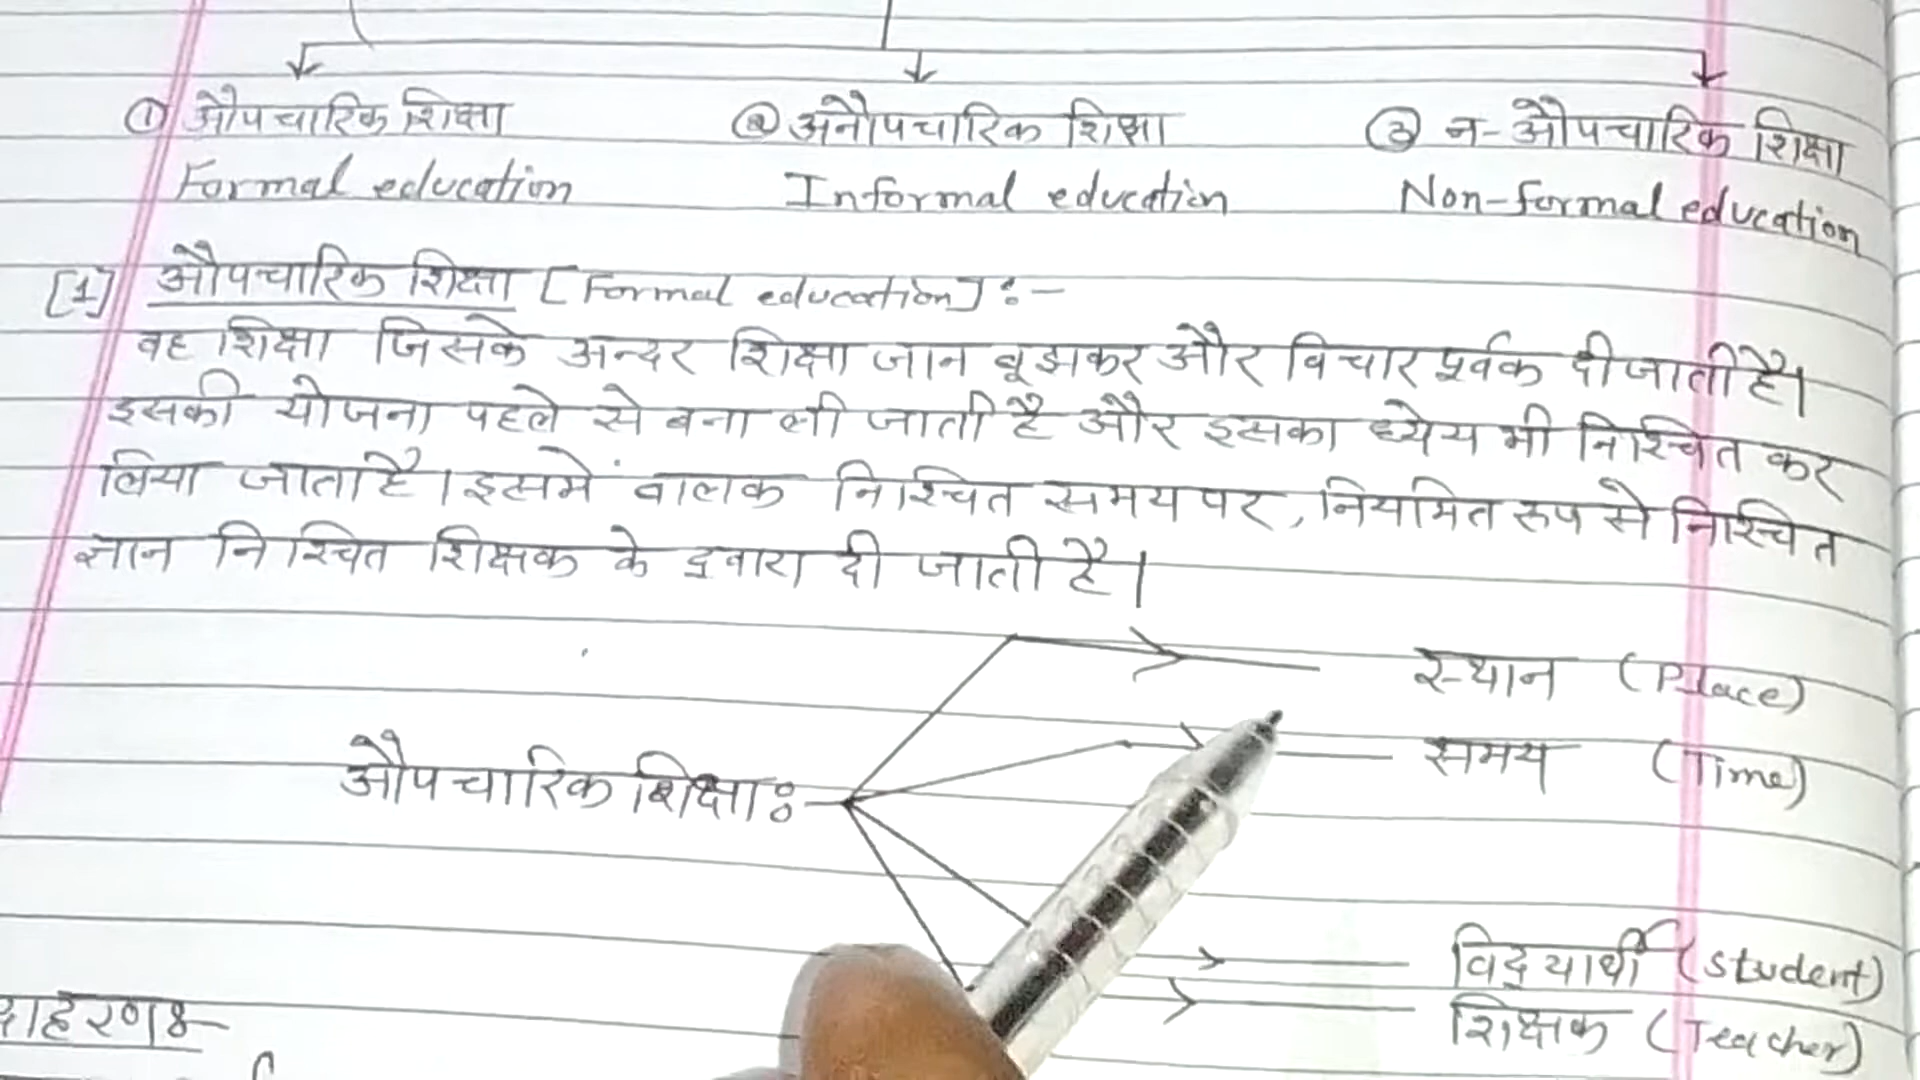 ① औपचारिक शिक्षा ② अनौपचारिक शिक्षा ③ न-औपचारिक शिक्षा
Formal education Informal education Non-formal education
[1] औपचारिक शिक्षा [Formal education]:-
वह शिक्षा जिसके अन्दर शिक्षा जान बूझकर और विचार पूर्वक दी जाती है।
इसकी योजना पहले से बना ली जाती है और इसका ध्येय भी निश्चित कर
लिया जाता है। इसमें बालक निश्चित समय पर, नियमित रूप से निश्चित
ज्ञान निश्चित शिक्षक के द्वारा दी जाती है।
स्थान (Place)
समय (Time)
औपचारिक शिक्षा:-
विद्यार्थी (student)
शिक्षक (Teacher)